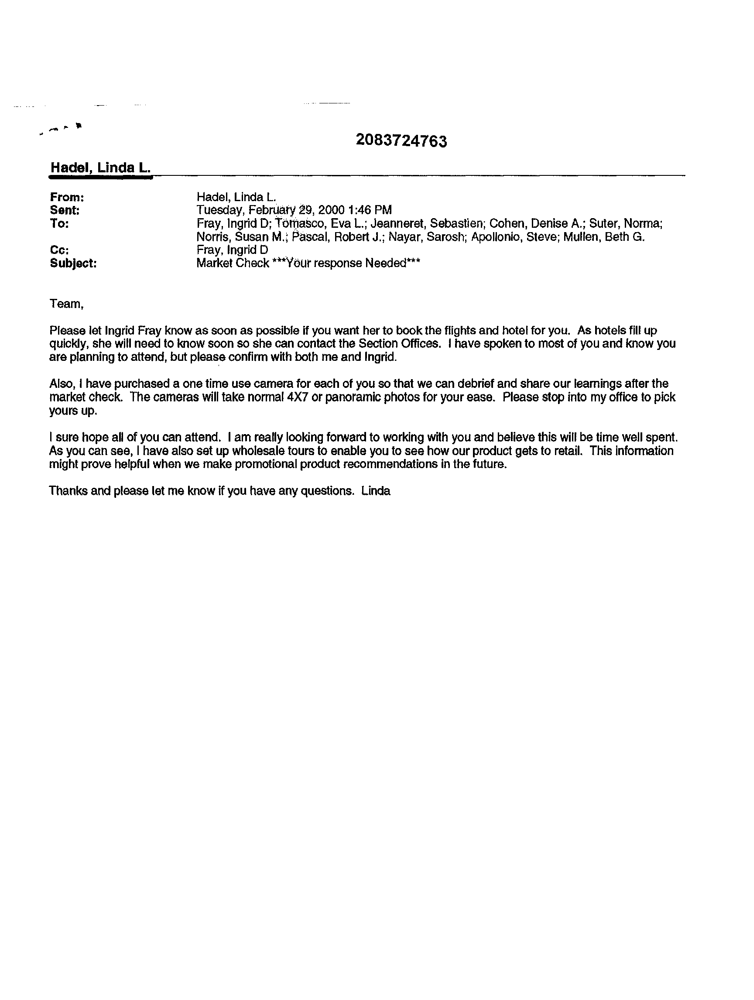 2083724763
Hadel, Linda L.
From: Hadel, Linda L.
Sent: Tuesday, February 29, 2000 1:46 PM
To: Fray, Ingrid D; Tomasco, Eva L.; Jeanneret, Sebastien; Cohen, Denise A.; Suter, Norma;
Norris, Susan M.; Pascal, Robert J.; Nayar, Sarosh; Apollonio, Steve; Mullen, Beth G.
Cc: Fray, Ingrid D
Subject: Market Check ***Your response Needed***
Team,
Please let Ingrid Fray know as soon as possible if you want her to book the flights and hotel for you. As hotels fill up
quickly, she will need to know soon so she can contact the Section Offices. I have spoken to most of you and know you
are planning to attend, but please confirm with both me and Ingrid.
Also, I have purchased a one time use camera for each of you so that we can debrief and share our learnings after the
market check. The cameras will take normal 4X7 or panoramic photos for your ease. Please stop into my office to pick
yours up.
I sure hope all of you can attend. I am really looking forward to working with you and believe this will be time well spent.
As you can see, I have also set up wholesale tours to enable you to see how our product gets to retail. This information
might prove helpful when we make promotional product recommendations in the future.
Thanks and please let me know if you have any questions. Linda